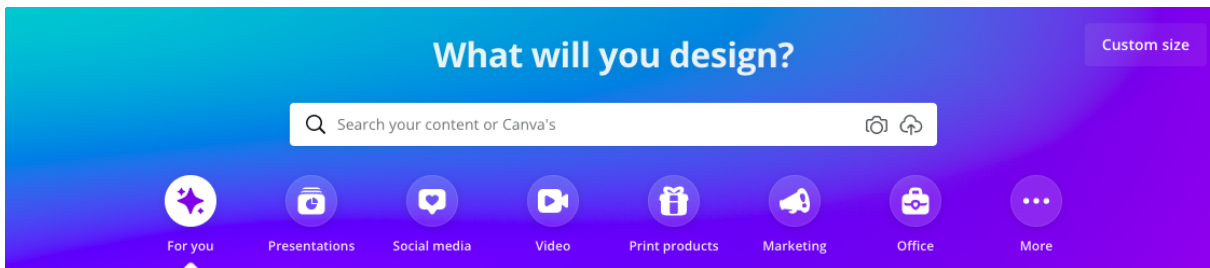 What will you design?
Custom size
Search your content or Canva's
For you
Presentations
Social media
Video
Print products
Marketing
Office
More